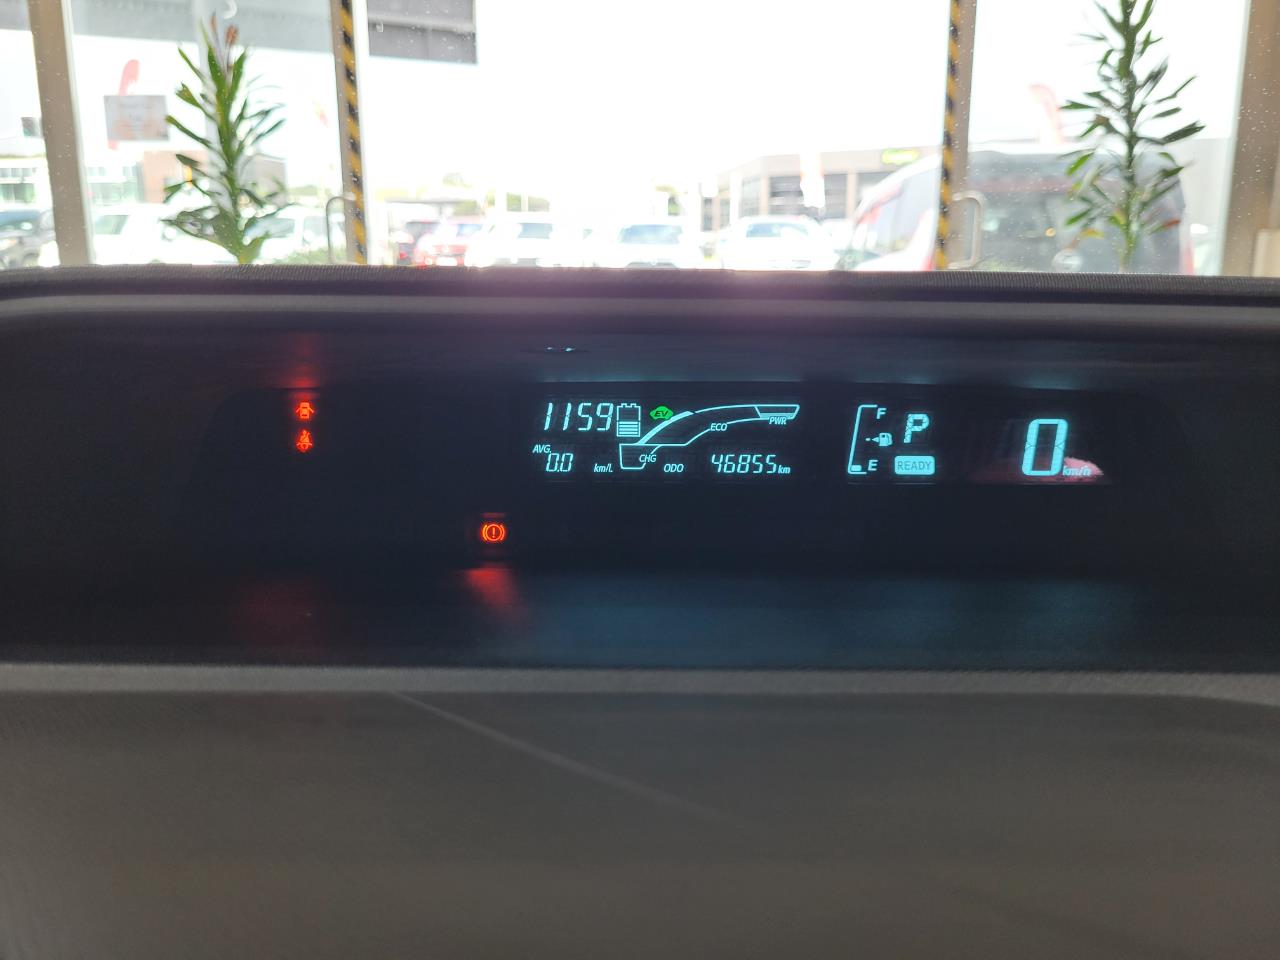 1159
EV
ECO
PWR
AVG.
0.0 km/L
CHG
ODO 46855 km
F
E
P
READY
0 km/h